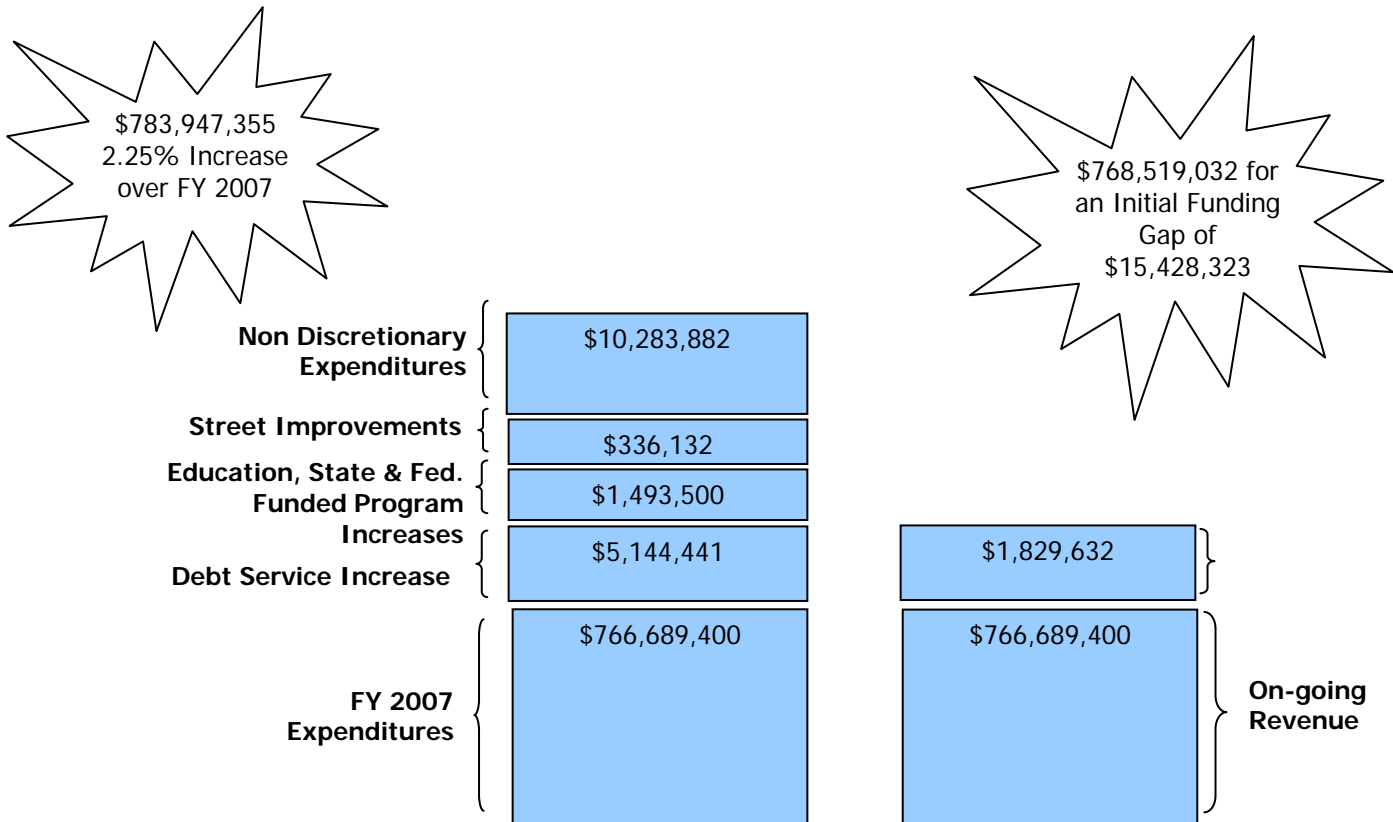 $783,947,355
2.25% Increase
over FY 2007
$768,519,032 for
an Initial Funding
Gap of
$15,428,323
Non Discretionary
Expenditures
$10,283,882
Street Improvements
$336,132
Education, State & Fed.
Funded Program
Increases
$1,493,500
Debt Service Increase
$5,144,441
$1,829,632
FY 2007
Expenditures
$766,689,400
$766,689,400
On-going
Revenue